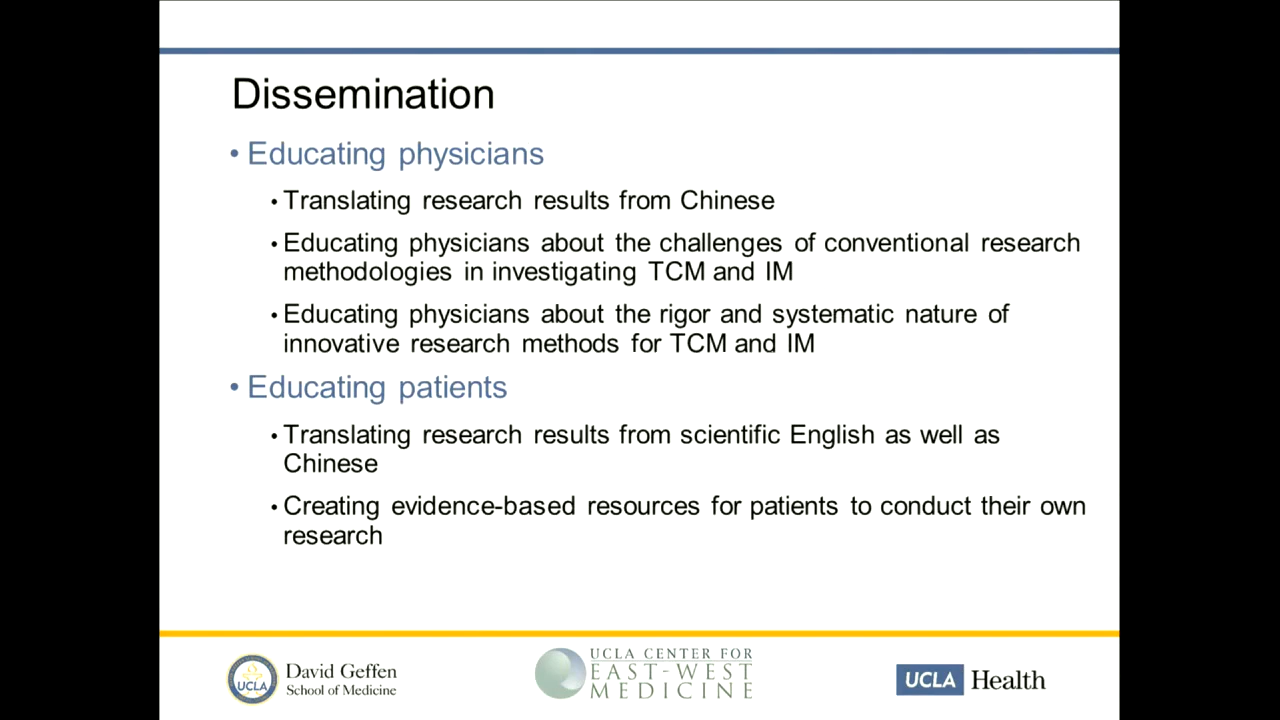 Dissemination
• Educating physicians
• Translating research results from Chinese
• Educating physicians about the challenges of conventional research
methodologies in investigating TCM and IM
• Educating physicians about the rigor and systematic nature of
innovative research methods for TCM and IM
• Educating patients
• Translating research results from scientific English as well as
Chinese
• Creating evidence-based resources for patients to conduct their own
research
UCLA
David Geffen
School of Medicine
UCLA CENTER FOR
EAST-WEST
MEDICINE
UCLA Health